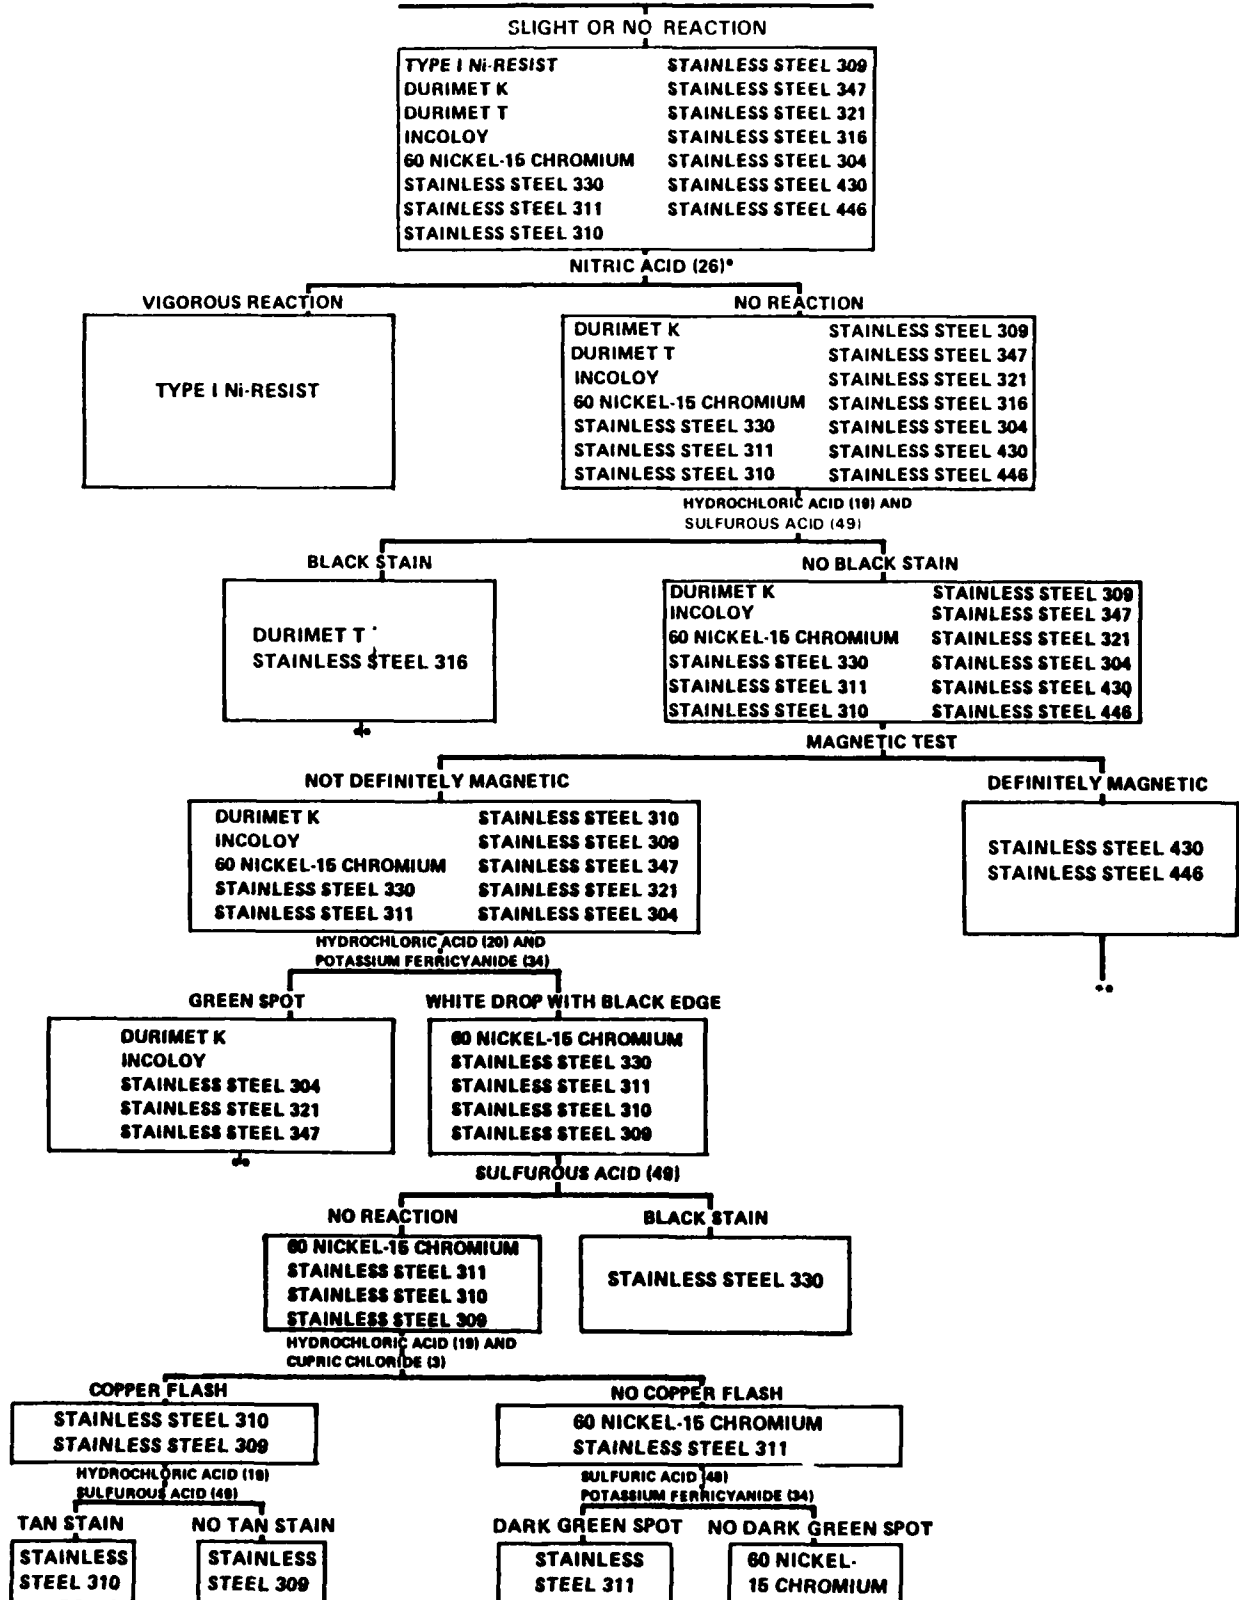 SLIGHT OR NO REACTION
TYPE I Ni-RESIST
DURIMET K
DURIMET T
INCOLOY
60 NICKEL-15 CHROMIUM
STAINLESS STEEL 330
STAINLESS STEEL 311
STAINLESS STEEL 310
STAINLESS STEEL 309
STAINLESS STEEL 347
STAINLESS STEEL 321
STAINLESS STEEL 316
STAINLESS STEEL 304
STAINLESS STEEL 430
STAINLESS STEEL 446
NITRIC ACID (26)*
VIGOROUS REACTION
TYPE I Ni-RESIST
NO REACTION
DURIMET K
DURIMET T
INCOLOY
60 NICKEL-15 CHROMIUM
STAINLESS STEEL 330
STAINLESS STEEL 311
STAINLESS STEEL 310
STAINLESS STEEL 309
STAINLESS STEEL 347
STAINLESS STEEL 321
STAINLESS STEEL 316
STAINLESS STEEL 304
STAINLESS STEEL 430
STAINLESS STEEL 446
HYDROCHLORIC ACID (19) AND
SULFUROUS ACID (49)
BLACK STAIN
DURIMET T
STAINLESS STEEL 316
**
NO BLACK STAIN
DURIMET K
INCOLOY
60 NICKEL-15 CHROMIUM
STAINLESS STEEL 330
STAINLESS STEEL 311
STAINLESS STEEL 310
STAINLESS STEEL 309
STAINLESS STEEL 347
STAINLESS STEEL 321
STAINLESS STEEL 304
STAINLESS STEEL 430
STAINLESS STEEL 446
MAGNETIC TEST
NOT DEFINITELY MAGNETIC
DURIMET K
INCOLOY
60 NICKEL-15 CHROMIUM
STAINLESS STEEL 330
STAINLESS STEEL 311
STAINLESS STEEL 310
STAINLESS STEEL 309
STAINLESS STEEL 347
STAINLESS STEEL 321
STAINLESS STEEL 304
DEFINITELY MAGNETIC
STAINLESS STEEL 430
STAINLESS STEEL 446
**
HYDROCHLORIC ACID (20) AND
POTASSIUM FERRICYANIDE (34)
GREEN SPOT
DURIMET K
INCOLOY
STAINLESS STEEL 304
STAINLESS STEEL 321
STAINLESS STEEL 347
**
WHITE DROP WITH BLACK EDGE
60 NICKEL-15 CHROMIUM
STAINLESS STEEL 330
STAINLESS STEEL 311
STAINLESS STEEL 310
STAINLESS STEEL 309
SULFUROUS ACID (49)
NO REACTION
60 NICKEL-15 CHROMIUM
STAINLESS STEEL 311
STAINLESS STEEL 310
STAINLESS STEEL 309
BLACK STAIN
STAINLESS STEEL 330
HYDROCHLORIC ACID (19) AND
CUPRIC CHLORIDE (3)
COPPER FLASH
STAINLESS STEEL 310
STAINLESS STEEL 309
NO COPPER FLASH
60 NICKEL-15 CHROMIUM
STAINLESS STEEL 311
HYDROCHLORIC ACID (19)
SULFUROUS ACID (49)
SULFURIC ACID (48)
POTASSIUM FERRICYANIDE (34)
TAN STAIN
STAINLESS
STEEL 310
NO TAN STAIN
STAINLESS
STEEL 309
DARK GREEN SPOT
STAINLESS
STEEL 311
NO DARK GREEN SPOT
60 NICKEL-
15 CHROMIUM